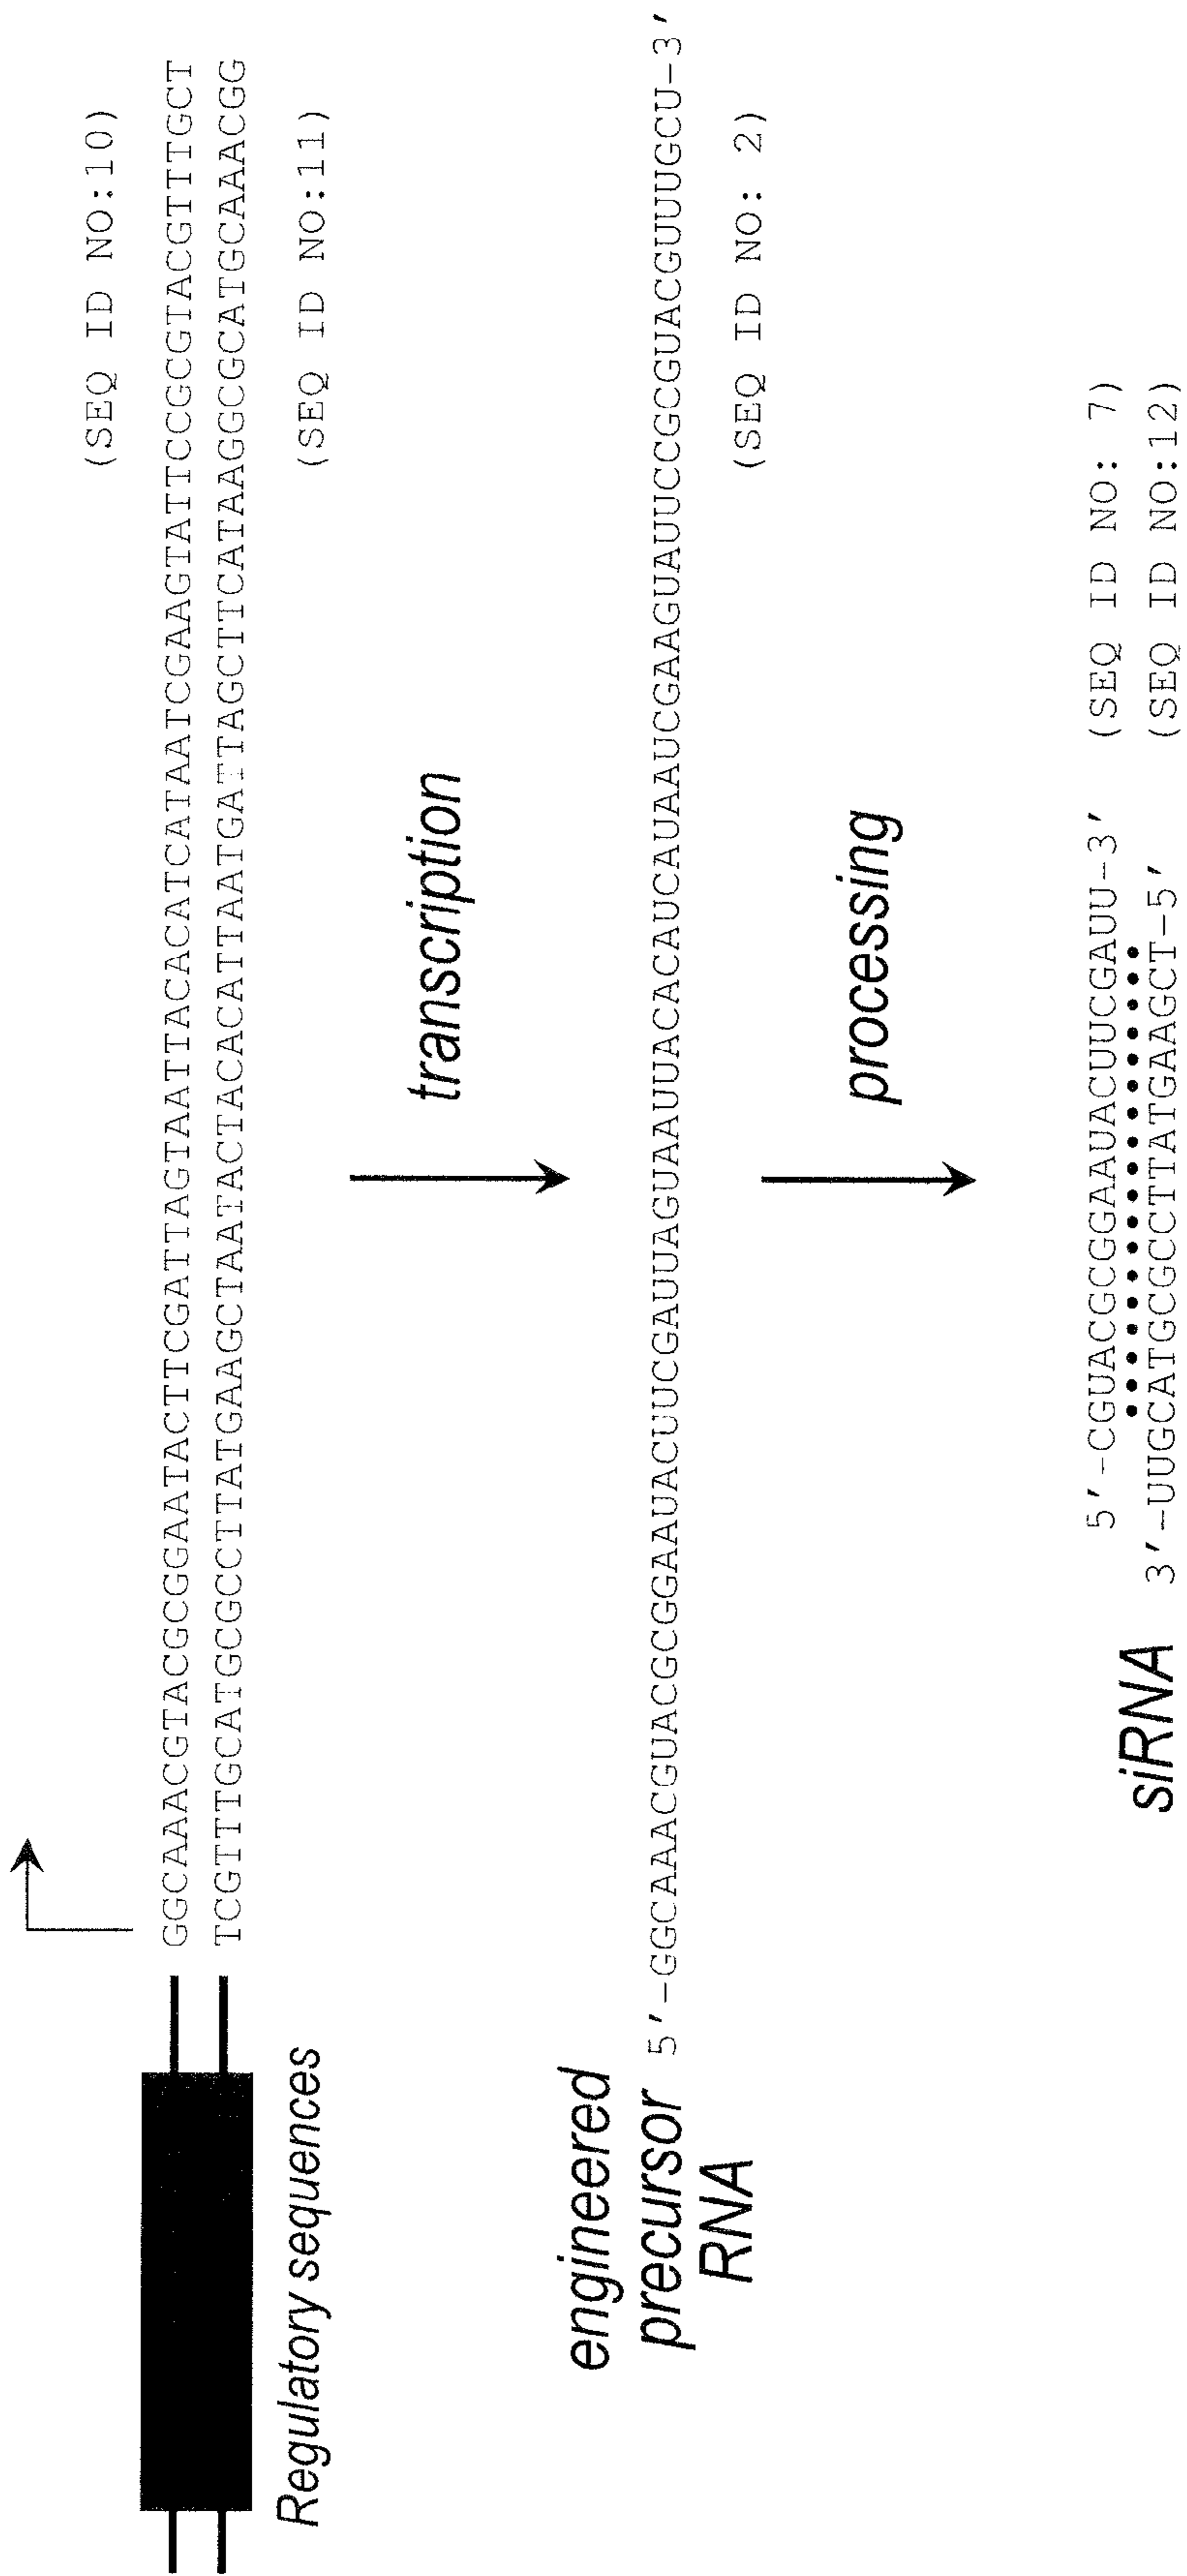 (SEQ ID NO:10)
GGCAAACGTACGCGGAATACTTCGATTAGTAATTACACATCATAATCGAAGTATTCCGCGTACGTTTGCT
TCGTTTGCATGCGCCTTATGAAGCTAATACTACACATTAATGATTAGCTTCATAAGGCGCATGCAAACGG
Regulatory sequences
(SEQ ID NO:11)
transcription
engineered
precursor
RNA
5′-GGCAAACGUACGCGGAAUACUUCGAUUAGUAAUUACACAUCAUAAUCGAAGUAUUCCGCGUACGUUUGCU-3′
(SEQ ID NO: 2)
processing
5′-CGUACGCGGAAUACUUCGAUU-3′ (SEQ ID NO: 7)
siRNA 3′-UUGCATGCGCCTTATGAAGCT-5′ (SEQ ID NO:12)